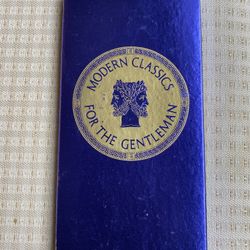 MODERN CLASSICS
FOR THE GENTLEMAN